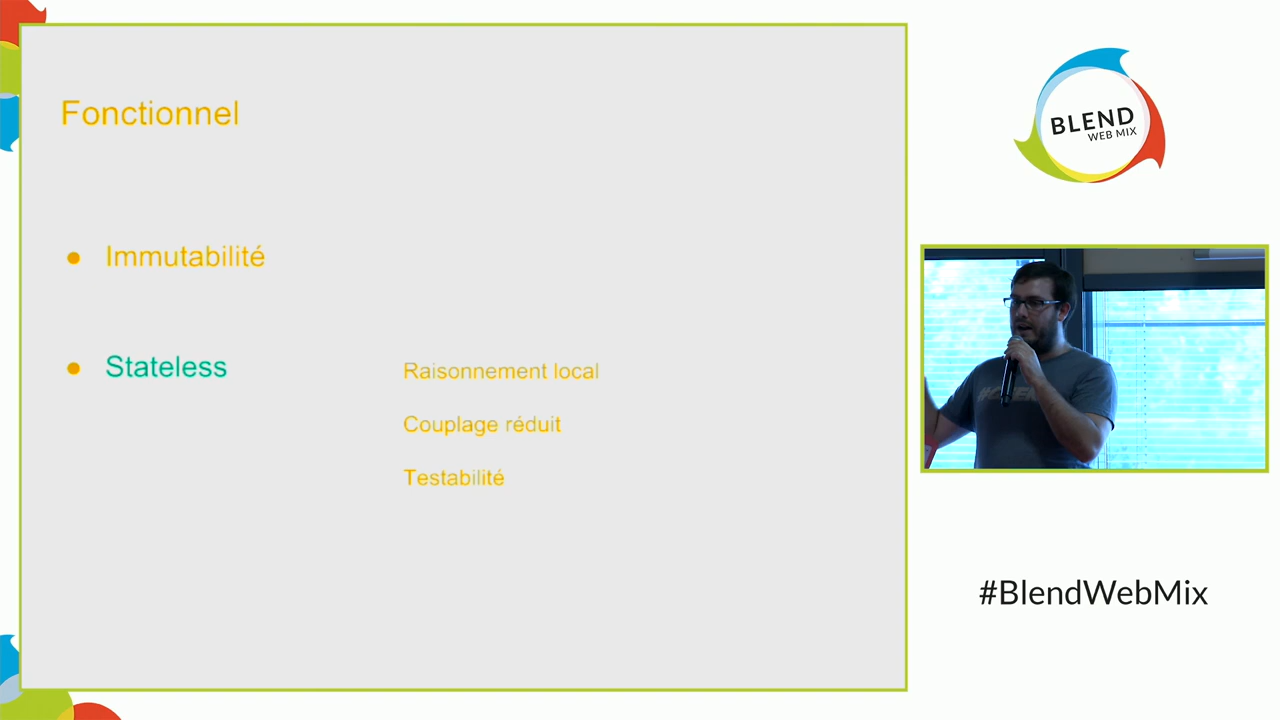 Fonctionnel
Immutabilité
Stateless
Raisonnement local
Couplage réduit
Testabilité
BLEND
WEB MIX
#BlendWebMix